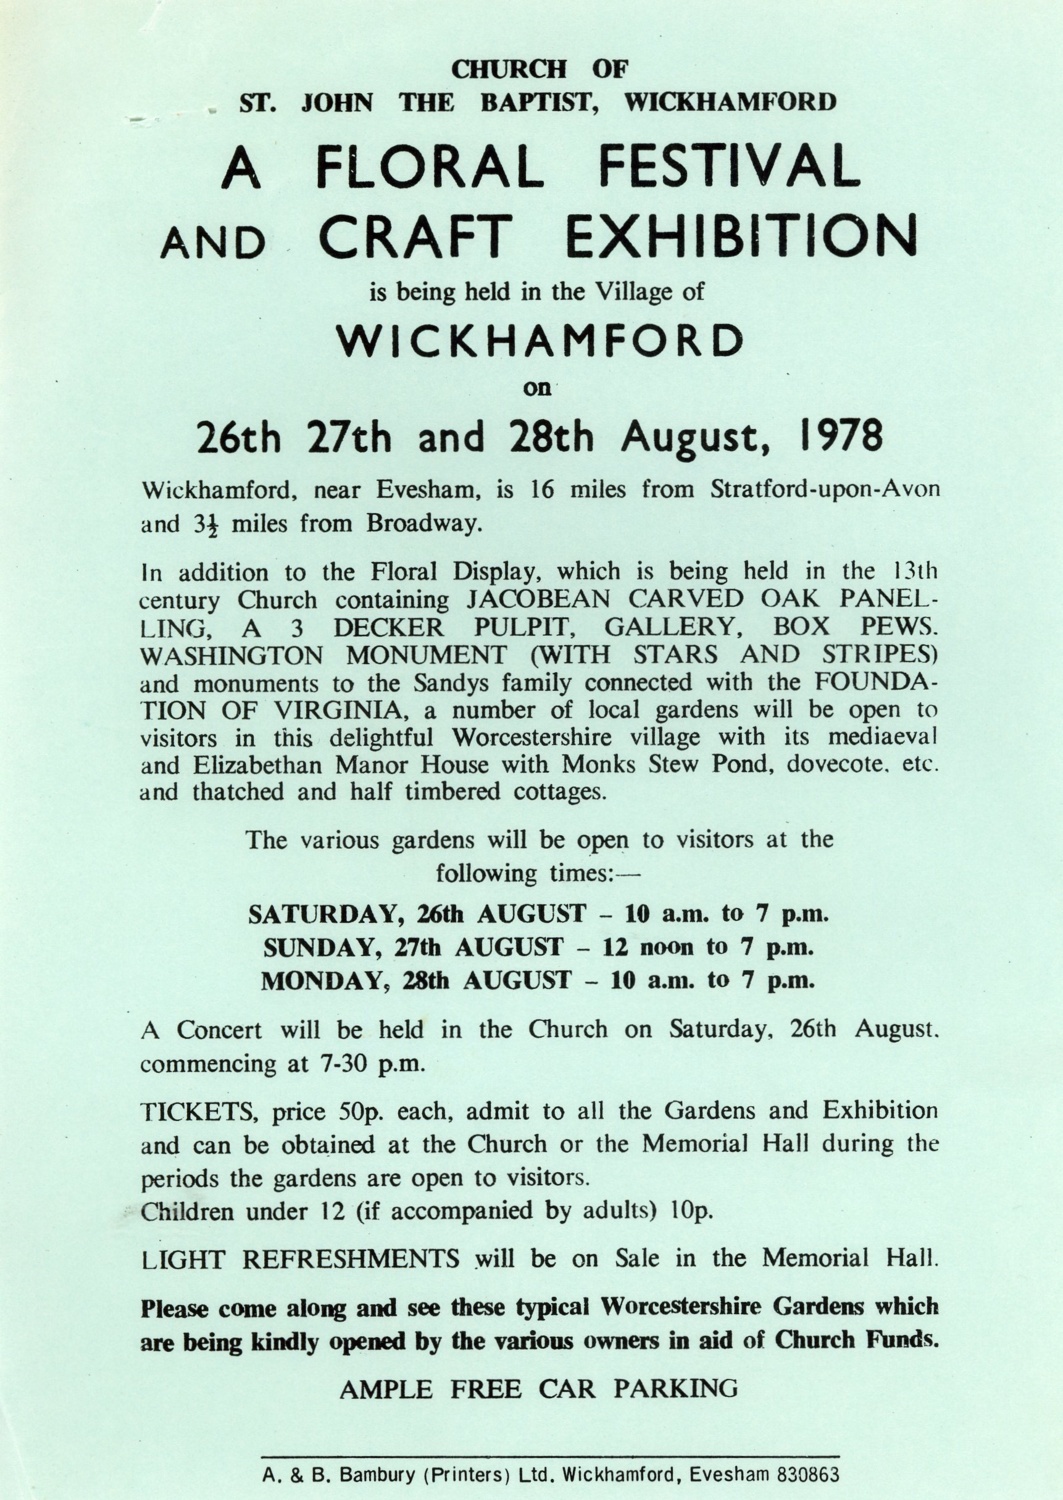 CHURCH OF
ST. JOHN THE BAPTIST, WICKHAMFORD
A FLORAL FESTIVAL
AND CRAFT EXHIBITION
is being held in the Village of
WICKHAMFORD
on
26th 27th and 28th August, 1978
Wickhamford, near Evesham, is 16 miles from Stratford-upon-Avon
and 3½ miles from Broadway.
In addition to the Floral Display, which is being held in the 13th
century Church containing JACOBEAN CARVED OAK PANEL-
LING, A 3 DECKER PULPIT, GALLERY, BOX PEWS.
WASHINGTON MONUMENT (WITH STARS AND STRIPES)
and monuments to the Sandys family connected with the FOUNDA-
TION OF VIRGINIA, a number of local gardens will be open to
visitors in this delightful Worcestershire village with its mediaeval
and Elizabethan Manor House with Monks Stew Pond, dovecote. etc.
and thatched and half timbered cottages.
The various gardens will be open to visitors at the
following times:—
SATURDAY, 26th AUGUST – 10 a.m. to 7 p.m.
SUNDAY, 27th AUGUST – 12 noon to 7 p.m.
MONDAY, 28th AUGUST – 10 a.m. to 7 p.m.
A Concert will be held in the Church on Saturday, 26th August.
commencing at 7-30 p.m.
TICKETS, price 50p. each, admit to all the Gardens and Exhibition
and can be obtained at the Church or the Memorial Hall during the
periods the gardens are open to visitors.
Children under 12 (if accompanied by adults) 10p.
LIGHT REFRESHMENTS will be on Sale in the Memorial Hall.
Please come along and see these typical Worcestershire Gardens which
are being kindly opened by the various owners in aid of Church Funds.
AMPLE FREE CAR PARKING
A. & B. Bambury (Printers) Ltd. Wickhamford, Evesham 830863